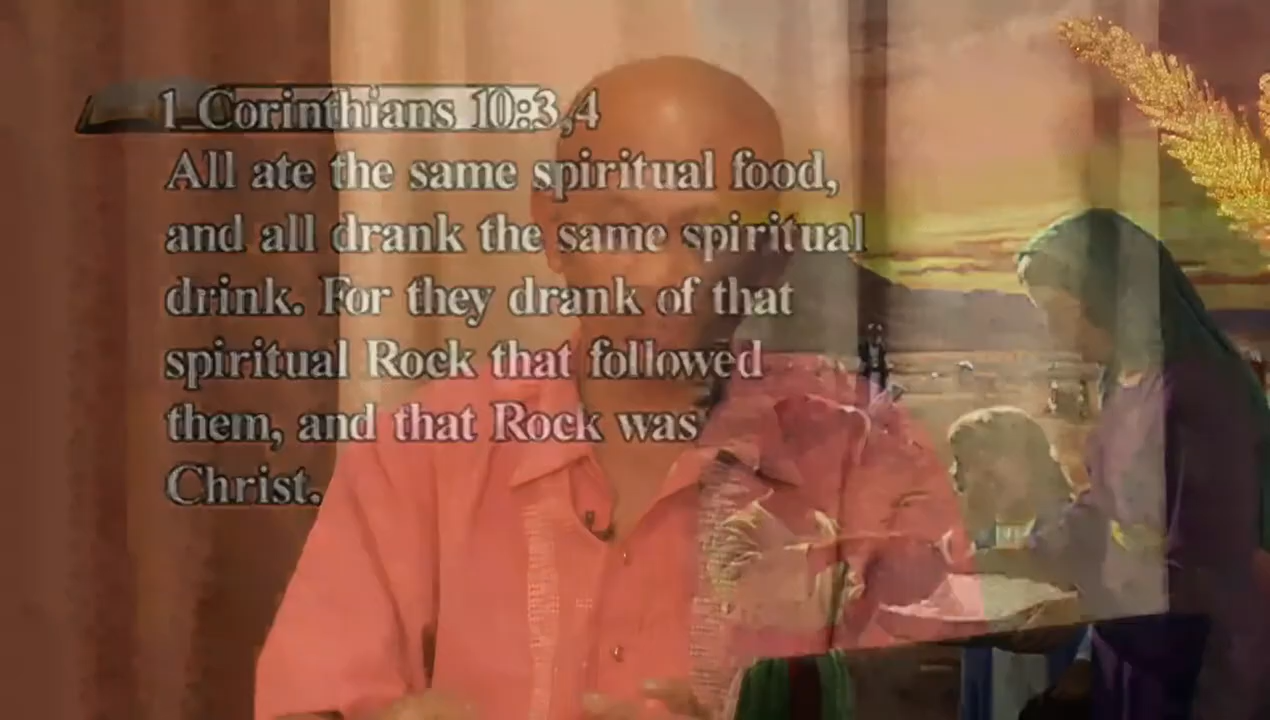 1 Corinthians 10:3,4
All ate the same spiritual food,
and all drank the same spiritual
drink. For they drank of that
spiritual Rock that followed
them, and that Rock was
Christ.